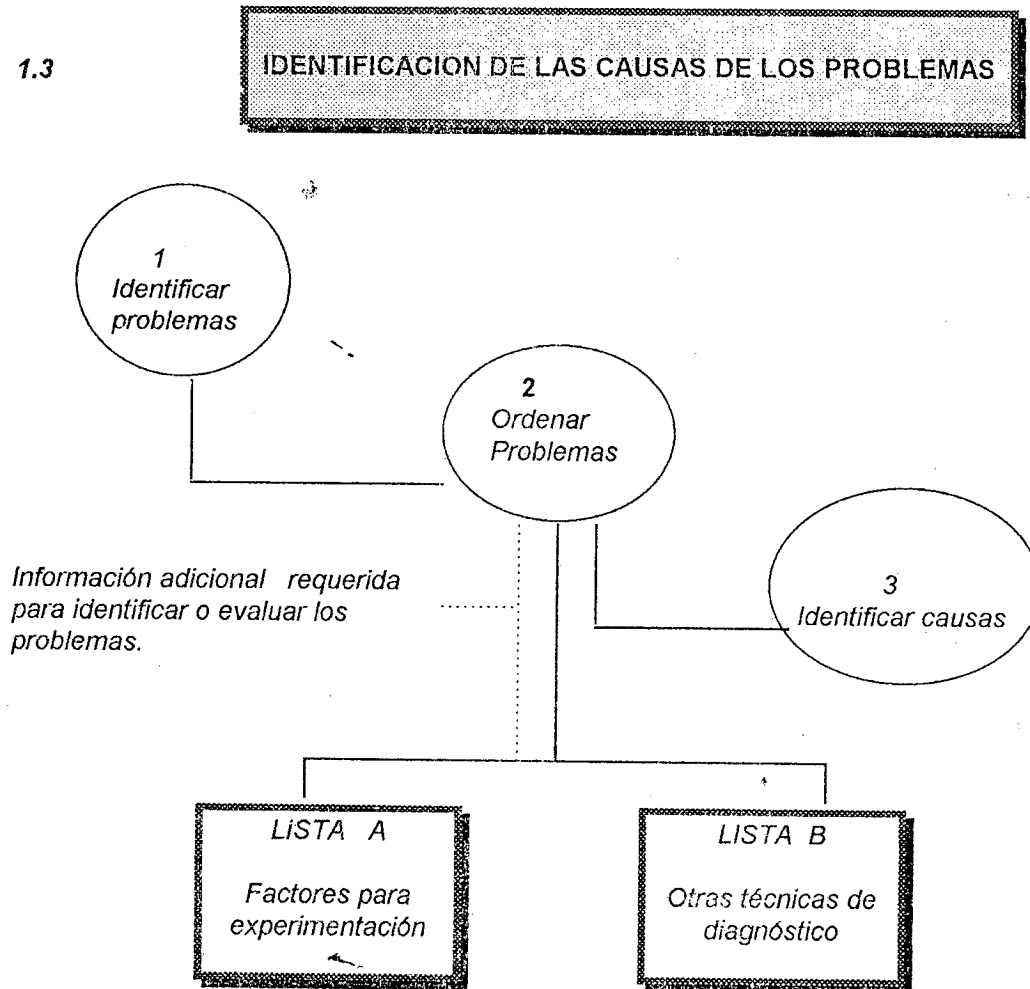 1.3
IDENTIFICACION DE LAS CAUSAS DE LOS PROBLEMAS
1
Identificar
problemas
2
Ordenar
Problemas
Información adicional requerida
para identificar o evaluar los
problemas.
3
Identificar causas
LiSTA A
Factores para
experimentación
LISTA B
Otras técnicas de
diagnóstico